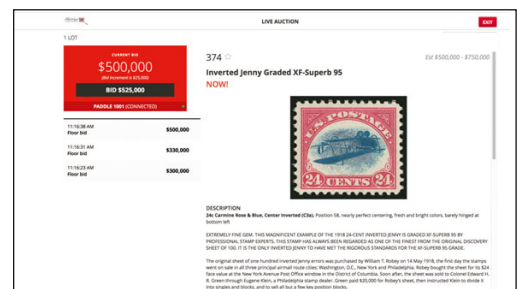 LIVE AUCTION
EXIT
1 LOT
CURRENT BID
$500,000
(Bid increment is $25,000)
BID $525,000
PADDLE 1001 (CONNECTED)
11:16:38 AM
Floor bid
$500,000
11:16:31 AM
Floor bid
$330,000
11:16:23 AM
Floor bid
$300,000
374
Est $500,000 - $750,000
Inverted Jenny Graded XF-Superb 95
NOW!
U.S. POSTAGE
24 CENTS 24
DESCRIPTION
24c Carmine Rose & Blue, Center Inverted (C3a). Position 58, nearly perfect centering, fresh and bright colors, barely hinged at
bottom left
EXTREMELY FINE GEM. THIS MAGNIFICENT EXAMPLE OF THE 1918 24-CENT INVERTED JENNY IS GRADED XF-SUPERB 95 BY
PROFESSIONAL STAMP EXPERTS. THIS STAMP HAS ALWAYS BEEN REGARDED AS ONE OF THE FINEST FROM THE ORIGINAL DISCOVERY
SHEET OF 100. IT IS THE ONLY INVERTED JENNY TO HAVE MET THE RIGOROUS STANDARDS FOR THE XF-SUPERB 95 GRADE.
The original sheet of one hundred inverted Jenny errors was purchased by William T. Robey on 14 May 1918, the first day the stamps
went on sale in all three principal airmail route cities: Washington, D.C., New York and Philadelphia. Robey bought the sheet for its $24
face value at the New York Avenue Post Office window in the District of Columbia. Soon after, the sheet was sold to Colonel Edward H.
R. Green through Eugene Klein, a Philadelphia stamp dealer. Green paid $20,000 for Robey's sheet, then instructed Klein to divide it
into singles and blocks, and to sell all but a few key position blocks.